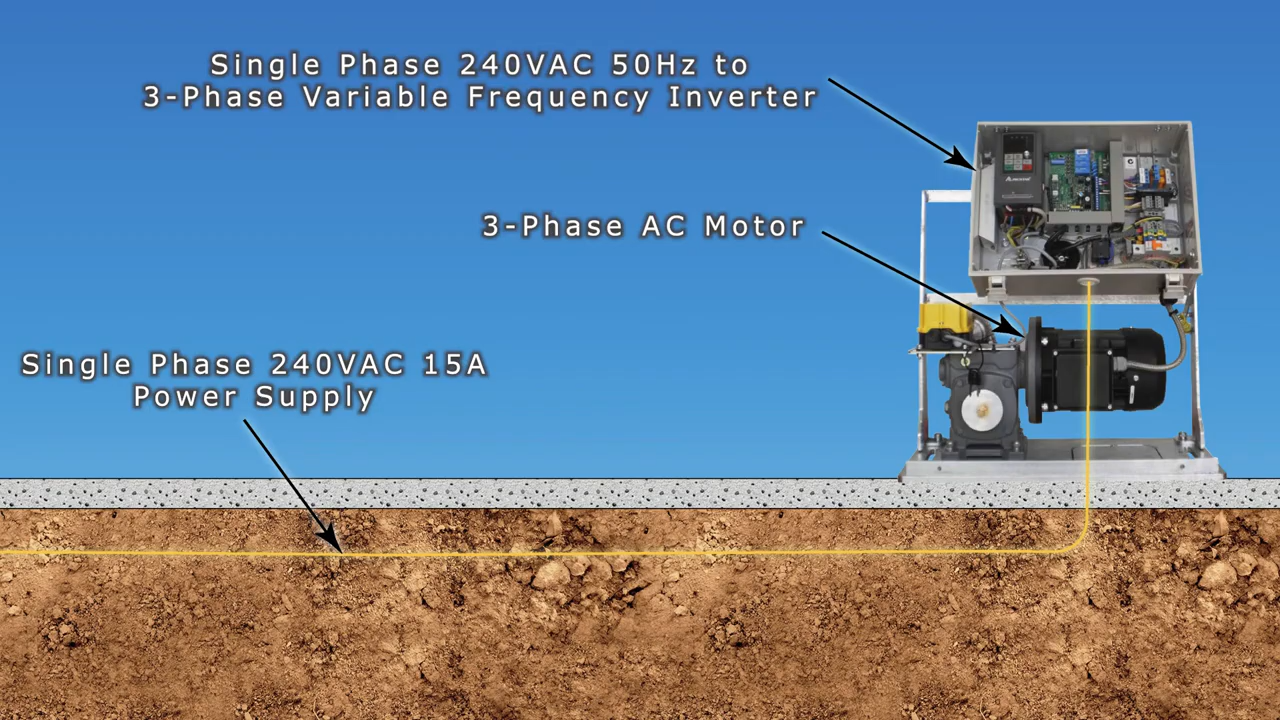 Single Phase 240VAC 50Hz to
3-Phase Variable Frequency Inverter
3-Phase AC Motor
Single Phase 240VAC 15A
Power Supply